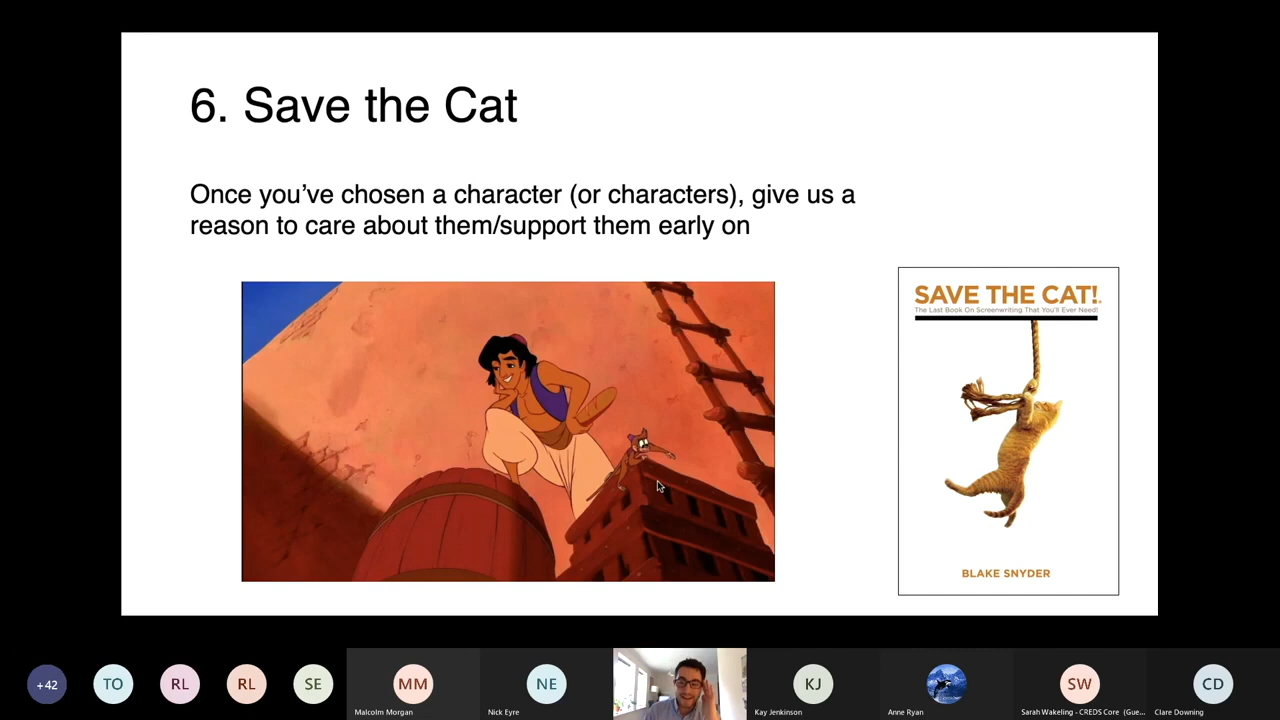 6. Save the Cat
Once you’ve chosen a character (or characters), give us a
reason to care about them/support them early on
SAVE THE CAT!
The Last Book On Screenwriting That You'll Ever Need!
BLAKE SNYDER
+42
TO
RL
RL
SE
MM
NE
KJ
SW
CD
Malcolm Morgan
Nick Eyre
Kay Jenkinson
Anne Ryan
Sarah Wakeling - CREDS Core (Gue...
Clare Downing